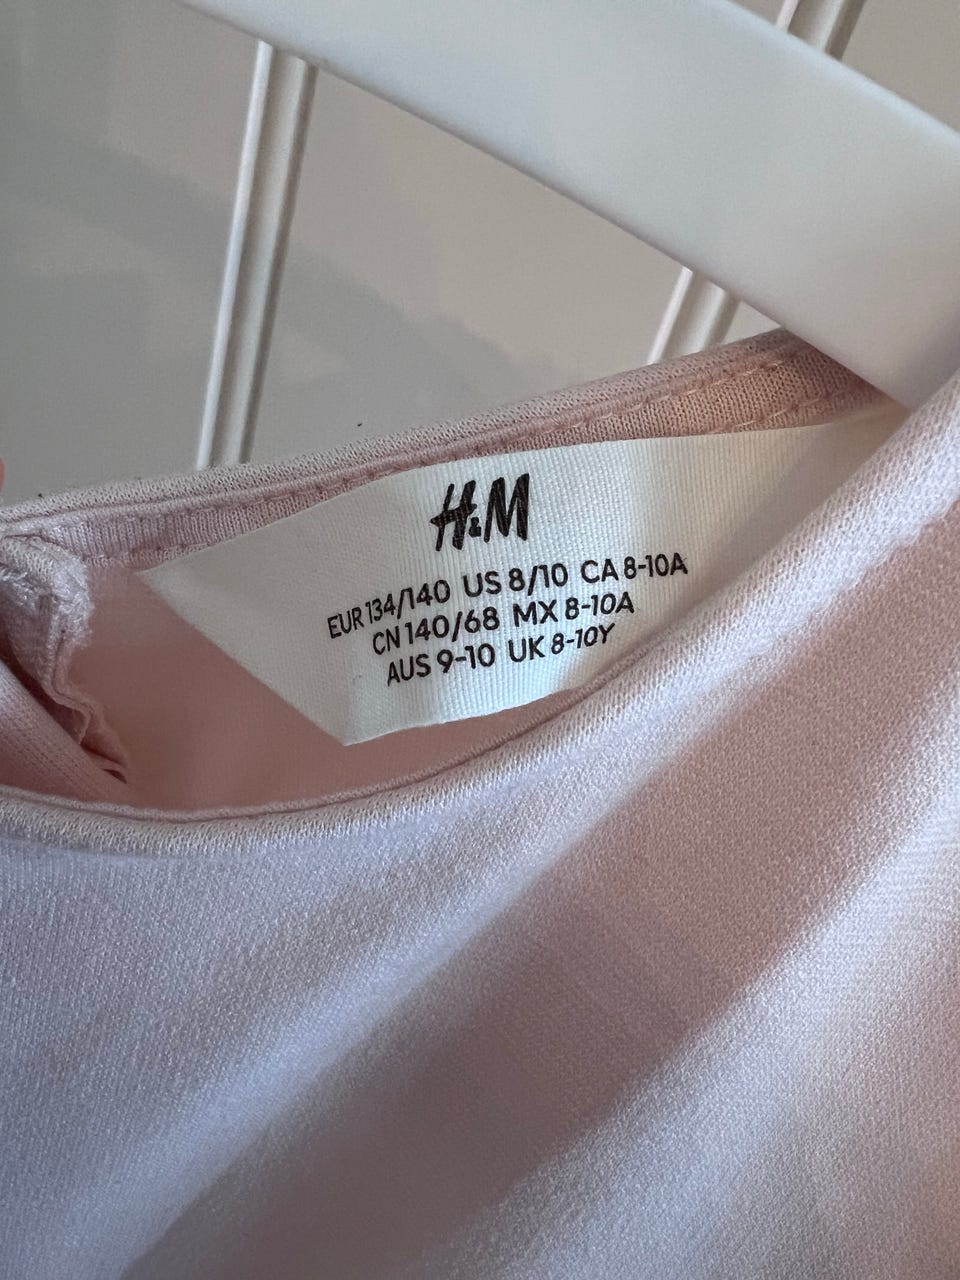 H&M
EUR 134/140 US 8/10 CA 8-10A
CN 140/68 MX 8-10A
AUS 9-10 UK 8-10Y